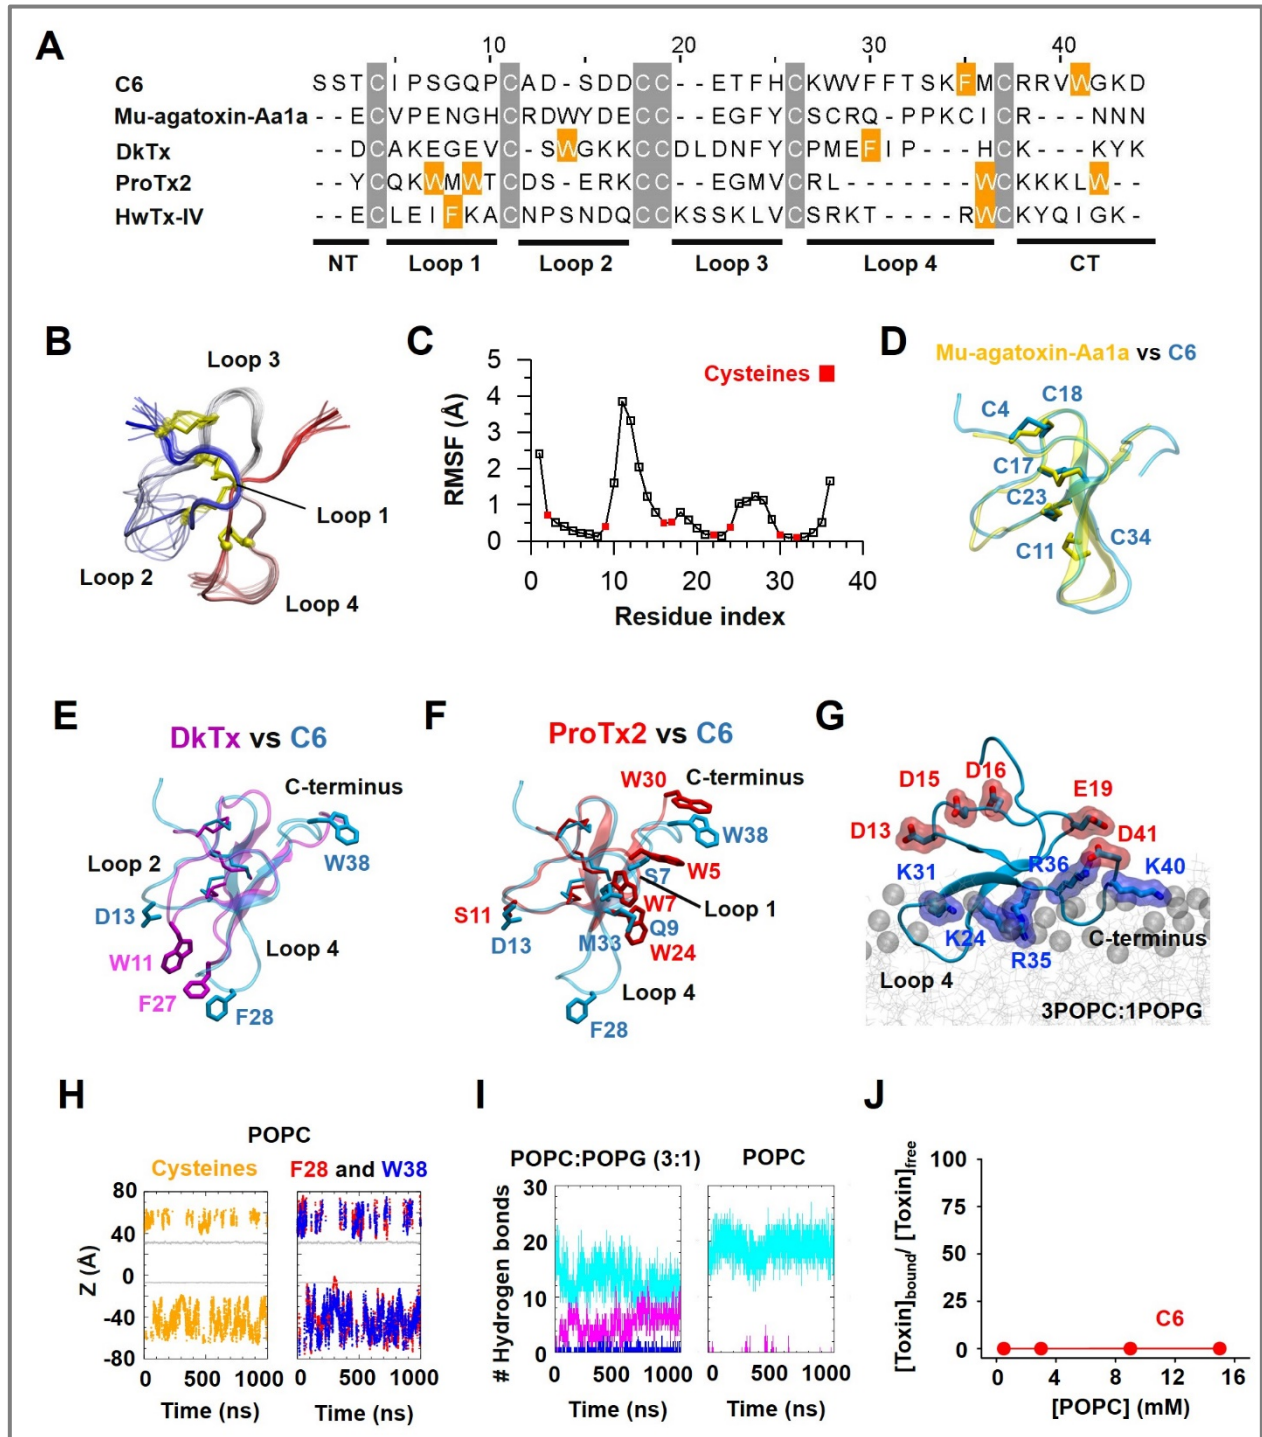 A
10 20 30 40
C6 SSTCIPSGQPCAD-SDDCC--ETFHCKWVFFTSKFMCRRVWGKD
Mu-agatoxin-Aa1a --ECVPENGHCRDWYDECC--EGFYCSCRQ-PPKCICR---NNN
DkTx --DCAKEGEVC-SWGKKCCDLDNFYCPMEFIP---HCK---KYK
ProTx2 --YCQKWMWTCDS-ERKCC--EGMVCRL-------WCKKKLW--
HwTx-IV --ECLEIFKACNPSNDQCCKSSKLVCSRKT----RWCKYQIGK-
NT Loop 1 Loop 2 Loop 3 Loop 4 CT
B
Loop 3
Loop 1
Loop 2
Loop 4
C
Cysteines
RMSF (Å)
5
4
3
2
1
0
0 10 20 30 40
Residue index
D
Mu-agatoxin-Aa1a vs C6
C4 C18
C17
C23
C11 C34
E
DkTx vs C6
C-terminus
W38
Loop 2
D13
Loop 4
W11
F27
F28
F
ProTx2 vs C6
W30 C-terminus
W38
W5
S7
Loop 1
W7
S11
D13
M33 Q9
W24
Loop 4
F28
G
D15 D16 E19
D13 D41
K31 R36 K40
K24 C-terminus
R35
Loop 4
3POPC:1POPG
H
POPC
Cysteines F28 and W38
Z (Å)
80
40
0
-40
-80
0 500 1000 0 500 1000
Time (ns) Time (ns)
I
POPC:POPG (3:1) POPC
# Hydrogen bonds
30
20
10
0
0 500 1000 0 500 1000
Time (ns) Time (ns)
J
[Toxin]bound/ [Toxin]free
100
75
50
25
0
C6
0 4 8 12 16
[POPC] (mM)